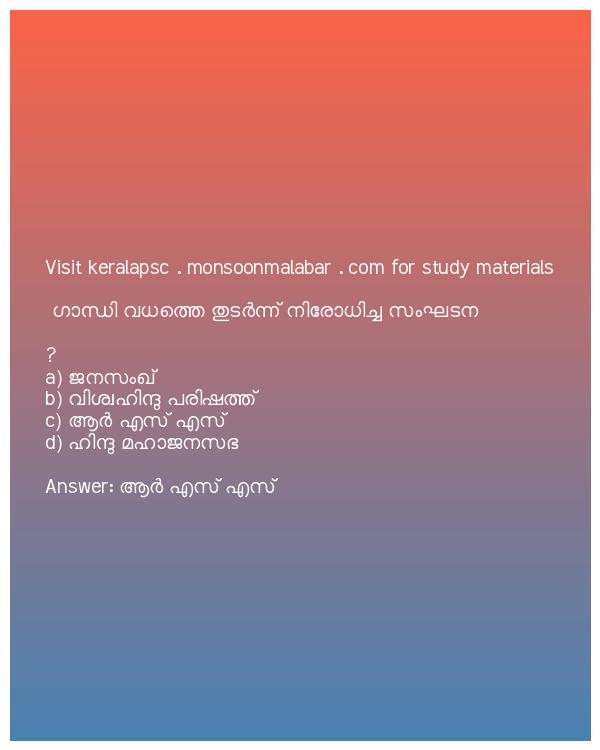 Visit keralapsc . monsoonmalabar . com for study materials
ഗാന്ധി വധത്തെ തുടർന്ന് നിരോധിച്ച സംഘടന
?
a) ജനസംഖ്
b) വിശ്വഹിന്ദു പരിഷത്ത്
c) ആർ എസ് എസ്
d) ഹിന്ദു മഹാജനസഭ
Answer: ആർ എസ് എസ്